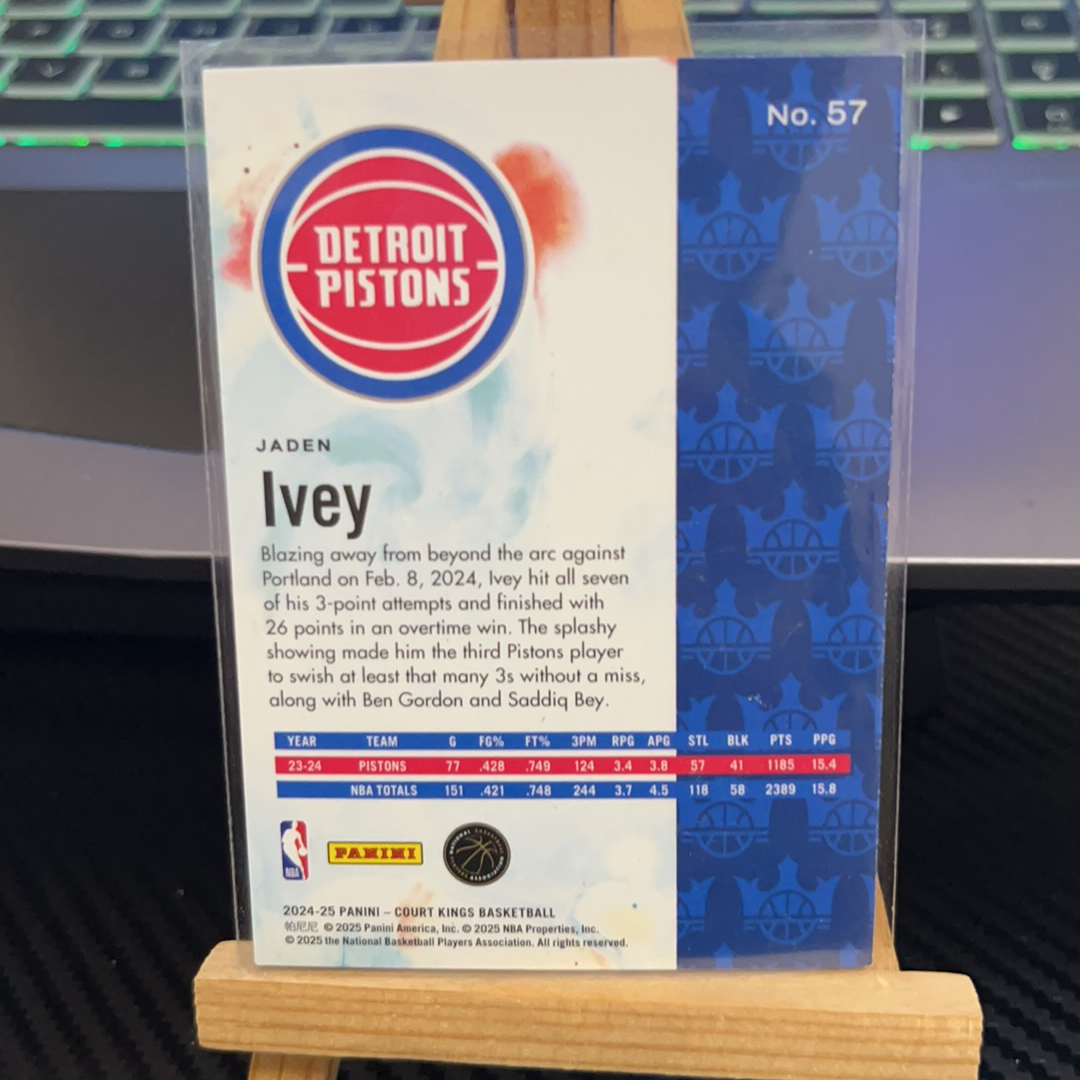 No. 57
DETROIT
PISTONS
JADEN
Ivey
Blazing away from beyond the arc against
Portland on Feb. 8, 2024, Ivey hit all seven
of his 3-point attempts and finished with
26 points in an overtime win. The splashy
showing made him the third Pistons player
to swish at least that many 3s without a miss,
along with Ben Gordon and Saddiq Bey.
YEAR TEAM G FG% FT% 3PM RPG APG STL BLK PTS PPG
23-24 PISTONS 77 .428 .749 124 3.4 3.8 57 41 1185 15.4
NBA TOTALS 151 .421 .748 244 3.7 4.5 118 58 2389 15.8
NBA
PANINI
NATIONAL BASKETBALL PLAYERS ASSOCIATION
2024-25 PANINI – COURT KINGS BASKETBALL
帕尼尼 © 2025 Panini America, Inc. © 2025 NBA Properties, Inc.
© 2025 the National Basketball Players Association. All rights reserved.